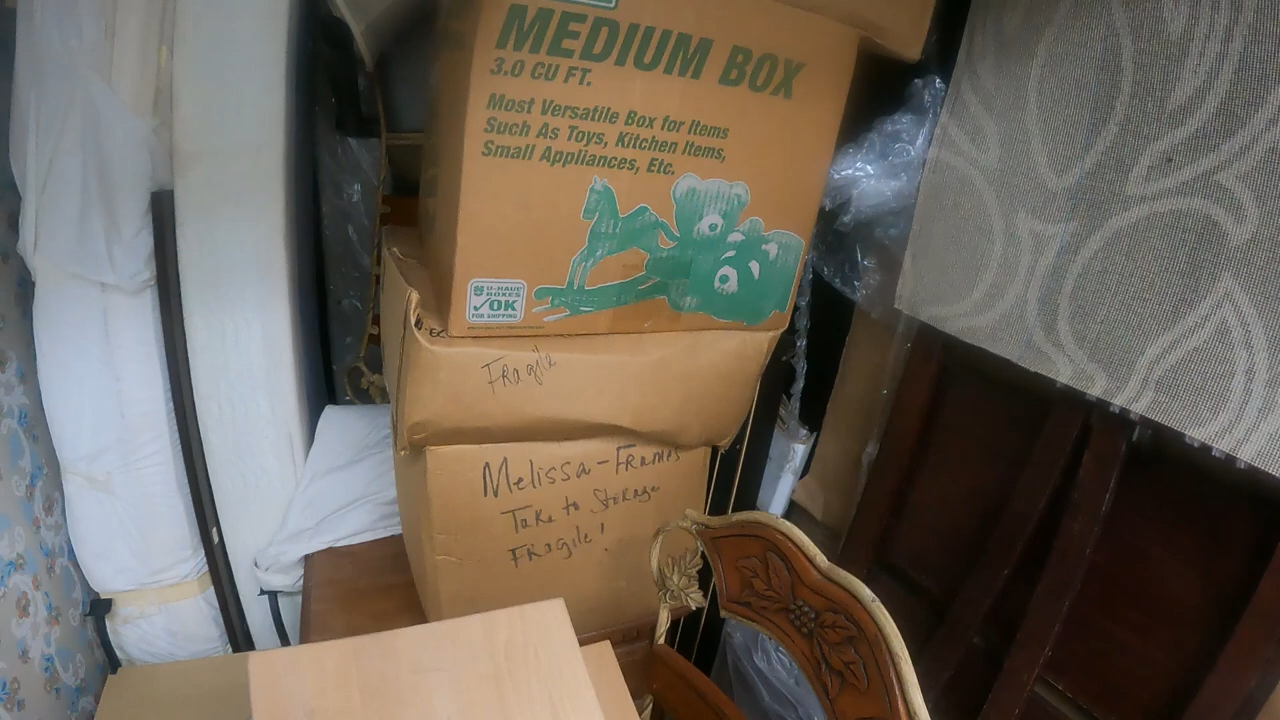 MEDIUM BOX
3.0 CU FT.
Most Versatile Box for Items
Such As Toys, Kitchen Items,
Small Appliances, Etc.
U-HAUL
BOXES
OK
FOR SHIPPING
Fragile
Melissa-Frames
Take to Storage
Fragile!